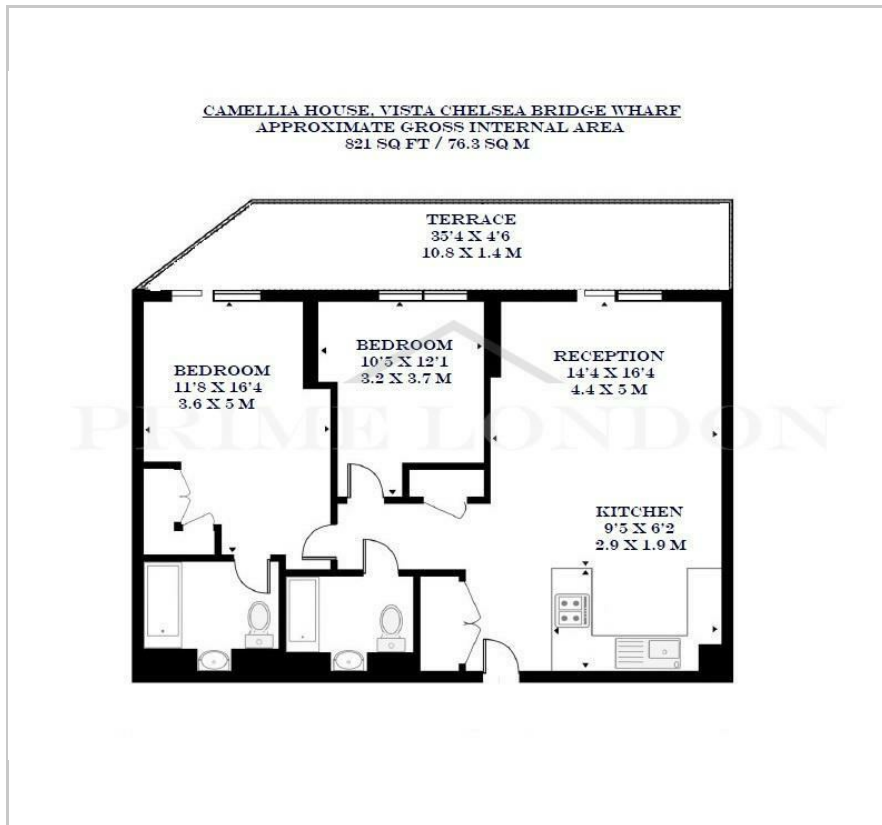 CAMELLIA HOUSE, VISTA CHELSEA BRIDGE WHARF
APPROXIMATE GROSS INTERNAL AREA
821 SQ FT / 76.3 SQ M
TERRACE
35'4 X 4'6
10.8 X 1.4 M
BEDROOM
11'8 X 16'4
3.6 X 5 M
BEDROOM
10'5 X 12'1
3.2 X 3.7 M
RECEPTION
14'4 X 16'4
4.4 X 5 M
PRIME LONDON
KITCHEN
9'5 X 6'2
2.9 X 1.9 M